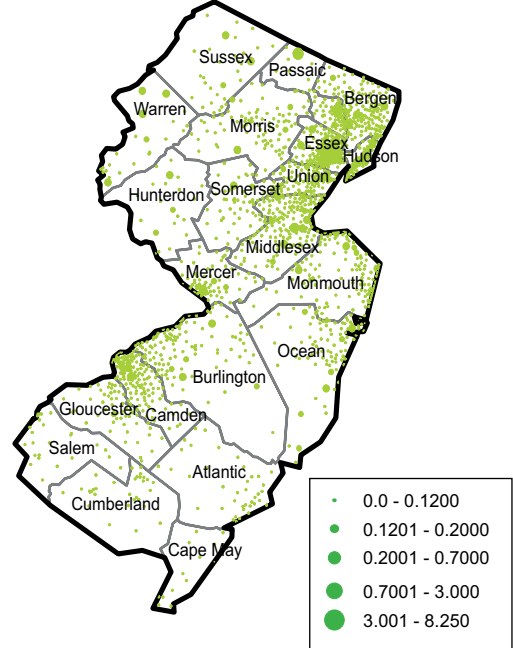 Sussex
Passaic
Bergen
Warren
Morris
Essex
Hudson
Union
Hunterdon
Somerset
Middlesex
Mercer
Monmouth
Ocean
Burlington
Gloucester
Camden
Salem
Atlantic
Cumberland
Cape May
0.0 - 0.1200
0.1201 - 0.2000
0.2001 - 0.7000
0.7001 - 3.000
3.001 - 8.250